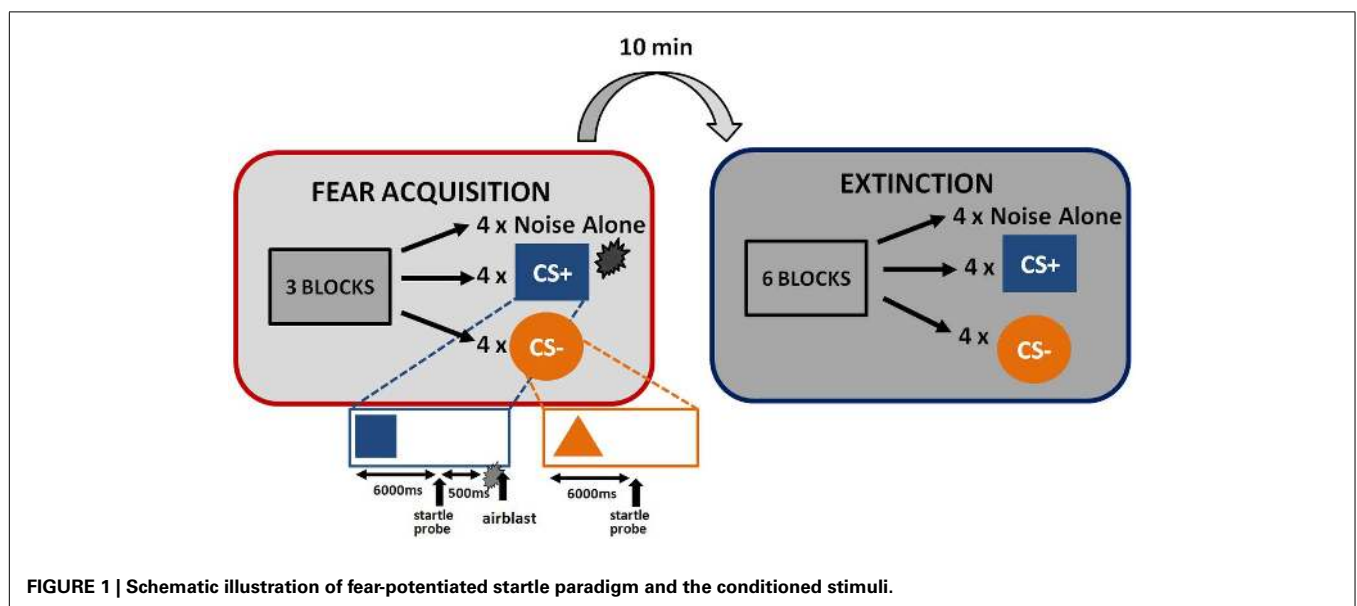 10 min
FEAR ACQUISITION
3 BLOCKS
4 x Noise Alone
4 x CS+
4 x CS-
6000ms
500ms
startle
probe
airblast
6000ms
startle
probe
EXTINCTION
6 BLOCKS
4 x Noise Alone
4 x CS+
4 x CS-
FIGURE 1 | Schematic illustration of fear-potentiated startle paradigm and the conditioned stimuli.